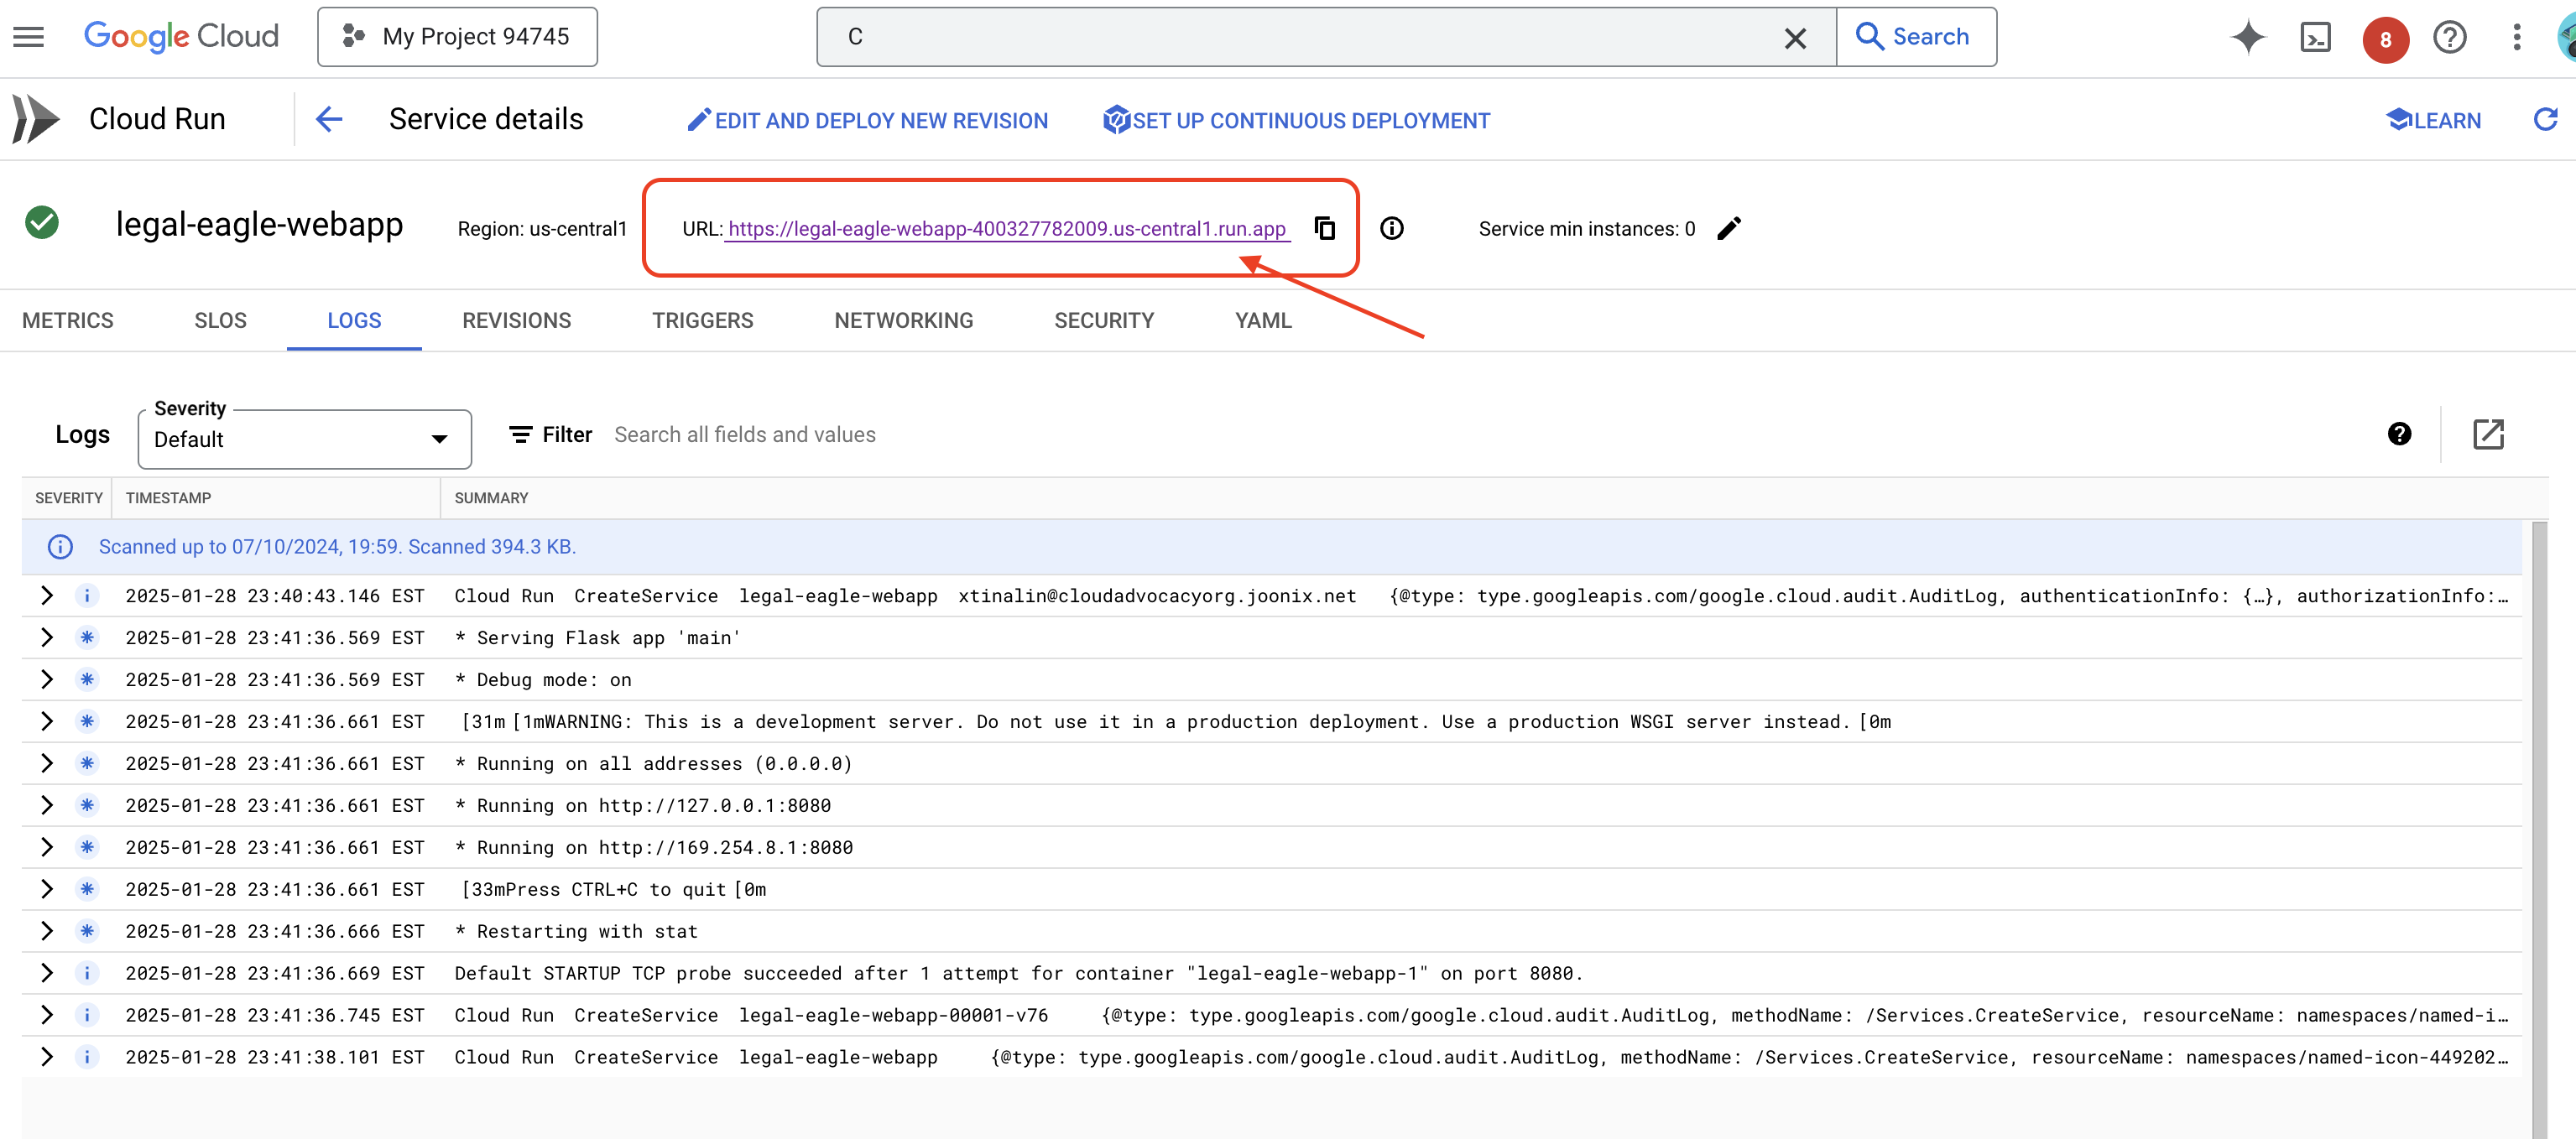 Google Cloud My Project 94745 C Search 8
Cloud Run Service details EDIT AND DEPLOY NEW REVISION SET UP CONTINUOUS DEPLOYMENT LEARN
legal-eagle-webapp Region: us-central1 URL: https://legal-eagle-webapp-400327782009.us-central1.run.app Service min instances: 0
METRICS SLOS LOGS REVISIONS TRIGGERS NETWORKING SECURITY YAML
Severity
Logs Default Filter Search all fields and values
SEVERITY TIMESTAMP SUMMARY
Scanned up to 07/10/2024, 19:59. Scanned 394.3 KB.
2025-01-28 23:40:43.146 EST Cloud Run CreateService legal-eagle-webapp xtinalin@cloudadvocacyorg.joonix.net {@type: type.googleapis.com/google.cloud.audit.AuditLog, authenticationInfo: {…}, authorizationInfo:…
2025-01-28 23:41:36.569 EST * Serving Flask app 'main'
2025-01-28 23:41:36.569 EST * Debug mode: on
2025-01-28 23:41:36.661 EST [31m [1mWARNING: This is a development server. Do not use it in a production deployment. Use a production WSGI server instead. [0m
2025-01-28 23:41:36.661 EST * Running on all addresses (0.0.0.0)
2025-01-28 23:41:36.661 EST * Running on http://127.0.0.1:8080
2025-01-28 23:41:36.661 EST * Running on http://169.254.8.1:8080
2025-01-28 23:41:36.661 EST [33mPress CTRL+C to quit [0m
2025-01-28 23:41:36.666 EST * Restarting with stat
2025-01-28 23:41:36.669 EST Default STARTUP TCP probe succeeded after 1 attempt for container "legal-eagle-webapp-1" on port 8080.
2025-01-28 23:41:36.745 EST Cloud Run CreateService legal-eagle-webapp-00001-v76 {@type: type.googleapis.com/google.cloud.audit.AuditLog, methodName: /Services.CreateService, resourceName: namespaces/named-i…
2025-01-28 23:41:38.101 EST Cloud Run CreateService legal-eagle-webapp {@type: type.googleapis.com/google.cloud.audit.AuditLog, methodName: /Services.CreateService, resourceName: namespaces/named-icon-449202…